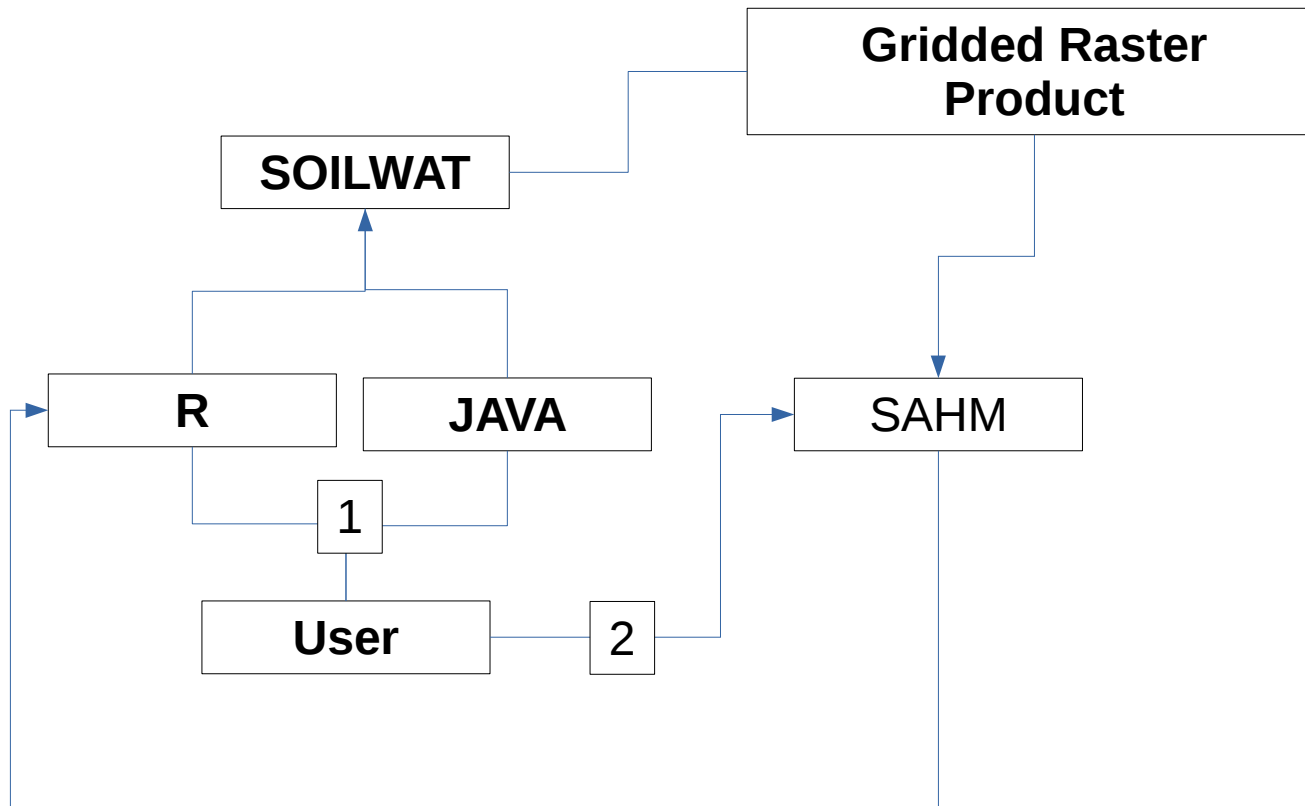 Gridded Raster
Product
SOILWAT
R
JAVA
SAHM
1
User
2